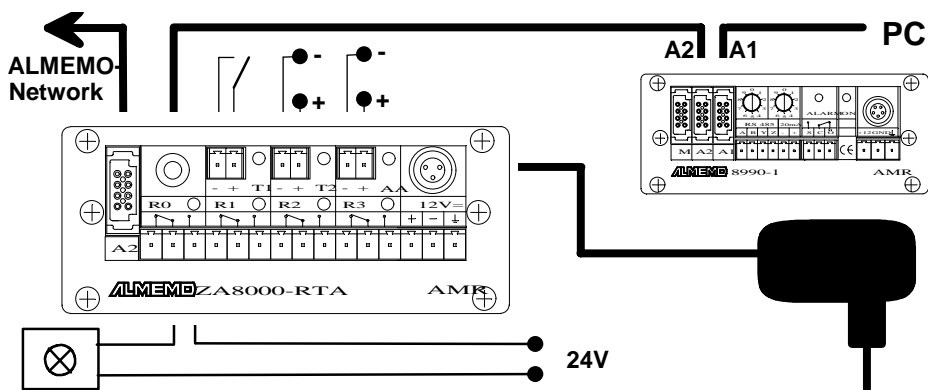 PC
A2 A1
ALMEMO-
Network
-
-
+
+
ALARM ON
RS 485 20mA
A B Y Z - + S C O
+12GND
M A2 A1 CE
ALMEMO 8990-1 AMR
- + T1 - + T2 - + AA
R0 R1 R2 R3 12V=
+ −
A2
ALMEMO ZA8000-RTA AMR
24V